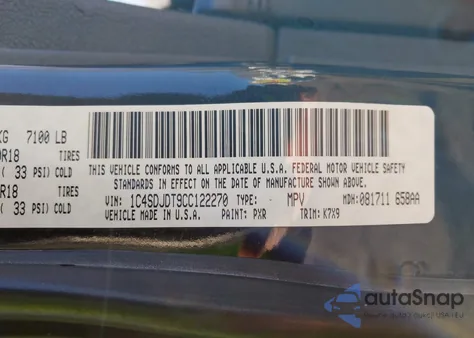 KG 7100 LB
R18 TIRES
( 33 PSI) COLD
R18 TIRES
( 33 PSI) COLD
THIS VEHICLE CONFORMS TO ALL APPLICABLE U.S.A. FEDERAL MOTOR VEHICLE SAFETY
STANDARDS IN EFFECT ON THE DATE OF MANUFACTURE SHOWN ABOVE.
VIN: 1C4SDJDT9CC122270 TYPE: MPV MDH: 081711 658AA
PAINT: PXR TRIM: K7X9
MADE IN U.S.A.
autoSnap